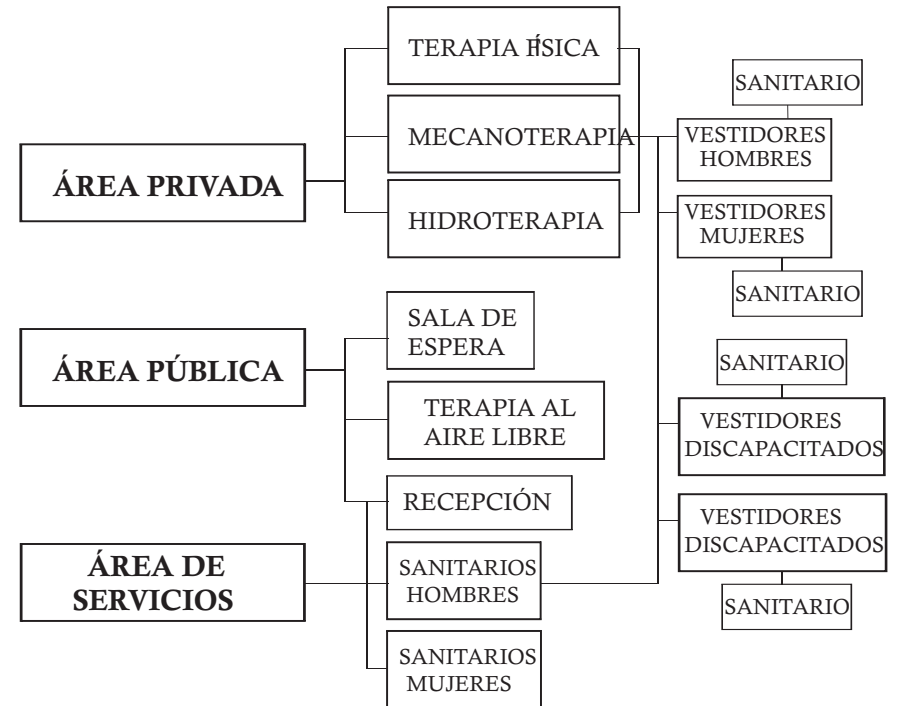 TERAPIA FÍSICA
MECANOTERAPIA
HIDROTERAPIA
ÁREA PRIVADA
SANITARIO
VESTIDORES
HOMBRES
VESTIDORES
MUJERES
SANITARIO
ÁREA PÚBLICA
SALA DE
ESPERA
TERAPIA AL
AIRE LIBRE
RECEPCIÓN
SANITARIO
VESTIDORES
DISCAPACITADOS
VESTIDORES
DISCAPACITADOS
SANITARIO
ÁREA DE
SERVICIOS
SANITARIOS
HOMBRES
SANITARIOS
MUJERES